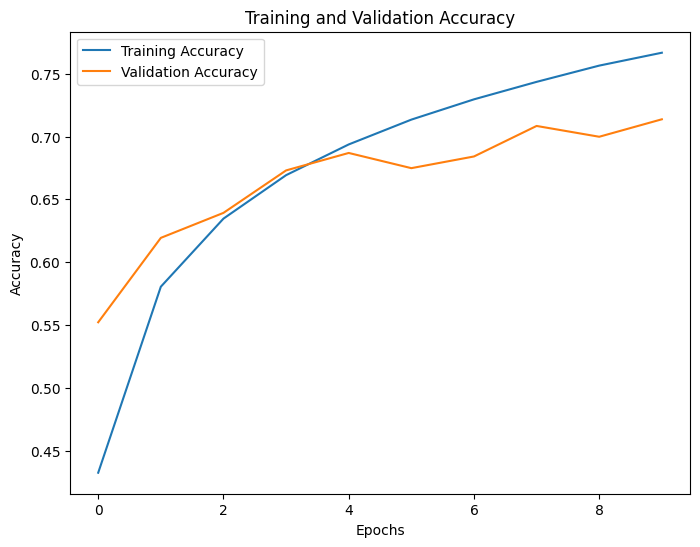 Training and Validation Accuracy
Training Accuracy
Validation Accuracy
0.75
0.70
0.65
0.60
0.55
0.50
0.45
Accuracy
0 2 4 6 8
Epochs